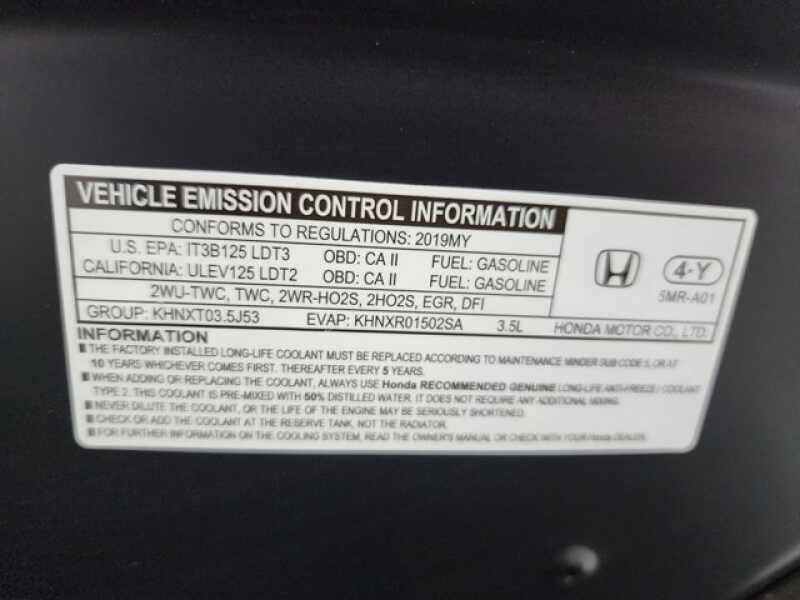 VEHICLE EMISSION CONTROL INFORMATION
CONFORMS TO REGULATIONS: 2019MY
U.S. EPA: IT3B125 LDT3 OBD: CA II FUEL: GASOLINE
CALIFORNIA: ULEV125 LDT2 OBD: CA II FUEL: GASOLINE
2WU-TWC, TWC, 2WR-HO2S, 2HO2S, EGR, DFI
GROUP: KHNXT03.5J53 EVAP: KHNXR01502SA 3.5L
4-Y
5MR-A01
HONDA MOTOR CO., LTD.
INFORMATION
THE FACTORY INSTALLED LONG-LIFE COOLANT MUST BE REPLACED ACCORDING TO MAINTENANCE MINDER SUB CODE 5, OR AT
10 YEARS WHICHEVER COMES FIRST. THEREAFTER EVERY 5 YEARS.
WHEN ADDING OR REPLACING THE COOLANT, ALWAYS USE Honda RECOMMENDED GENUINE LONG-LIFE ANTI-FREEZE / COOLANT
TYPE 2. THIS COOLANT IS PRE-MIXED WITH 50% DISTILLED WATER. IT DOES NOT REQUIRE ANY ADDITIONAL MIXING.
NEVER DILUTE THE COOLANT, OR THE LIFE OF THE ENGINE MAY BE SERIOUSLY SHORTENED.
CHECK OR ADD THE COOLANT AT THE RESERVE TANK, NOT THE RADIATOR.
FOR FURTHER INFORMATION ON THE COOLING SYSTEM, READ THE OWNER'S MANUAL OR CHECK WITH YOUR Honda DEALER.